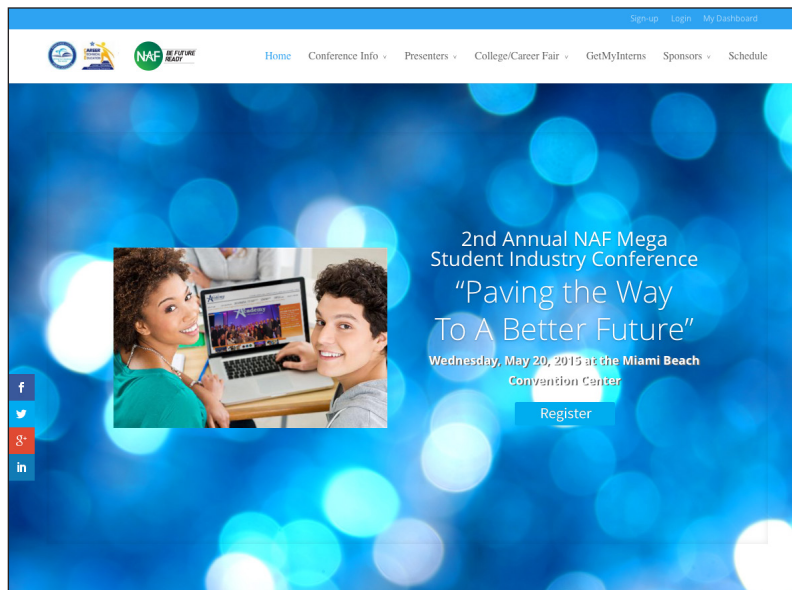 Sign-up Login My Dashboard
NAF BE FUTURE READY
Home Conference Info Presenters College/Career Fair GetMyInterns Sponsors Schedule
2nd Annual NAF Mega
Student Industry Conference
“Paving the Way
To A Better Future”
Wednesday, May 20, 2015 at the Miami Beach
Convention Center
Register
f
g+
in